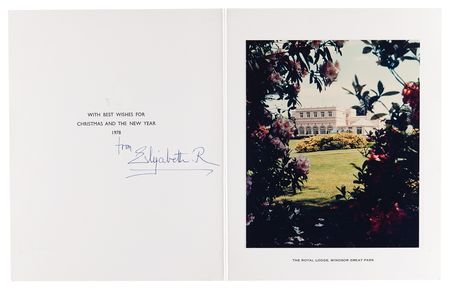 WITH BEST WISHES FOR
CHRISTMAS AND THE NEW YEAR
1978
from
Elizabeth R
THE ROYAL LODGE, WINDSOR GREAT PARK